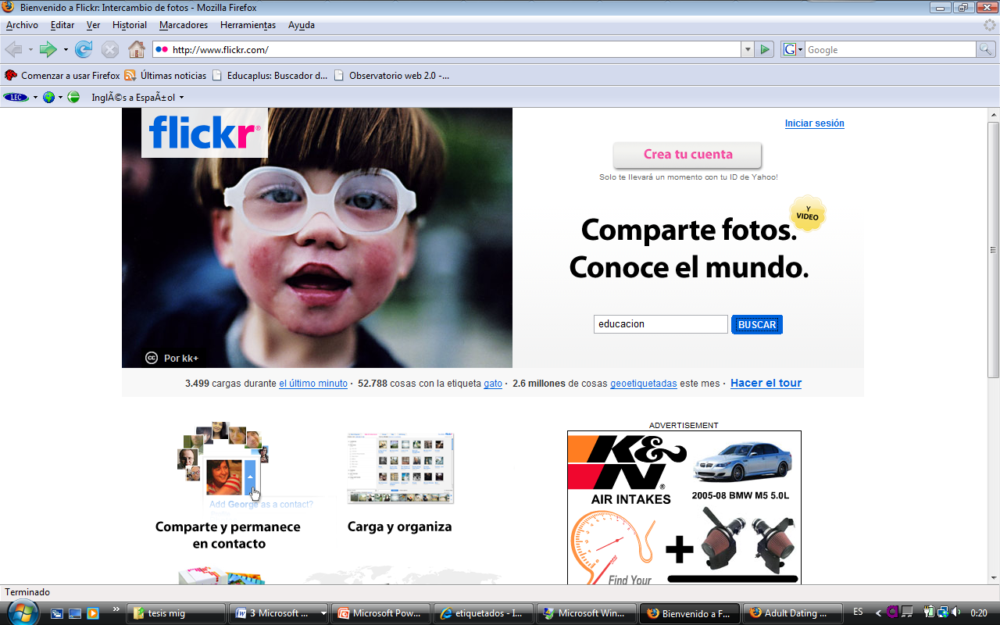 Bienvenido a Flickr: Intercambio de fotos - Mozilla Firefox
Archivo Editar Ver Historial Marcadores Herramientas Ayuda
http://www.flickr.com/
G Google
Comenzar a usar Firefox Últimas noticias Educaplus: Buscador d... Observatorio web 2.0 -...
LEC InglÃ©s a EspaÃ±ol
flickr®
Iniciar sesión
Crea tu cuenta
Solo te llevará un momento con tu ID de Yahoo!
Y
VIDEO
Comparte fotos.
Conoce el mundo.
educacion BUSCAR
cc Por kk+
3.499 cargas durante el último minuto · 52.788 cosas con la etiqueta gato · 2.6 millones de cosas geoetiquetadas este mes · Hacer el tour
ADVERTISEMENT
K&N®
AIR INTAKES
2005-08 BMW M5 5.0L
Add George as a contact?
Comparte y permanece
en contacto
Carga y organiza
+
Find Your
Terminado
» tesis mig 3 Microsoft ... Microsoft Pow... etiquetados - I... Microsoft Win... Bienvenido a F... Adult Dating ... ES < 0:20